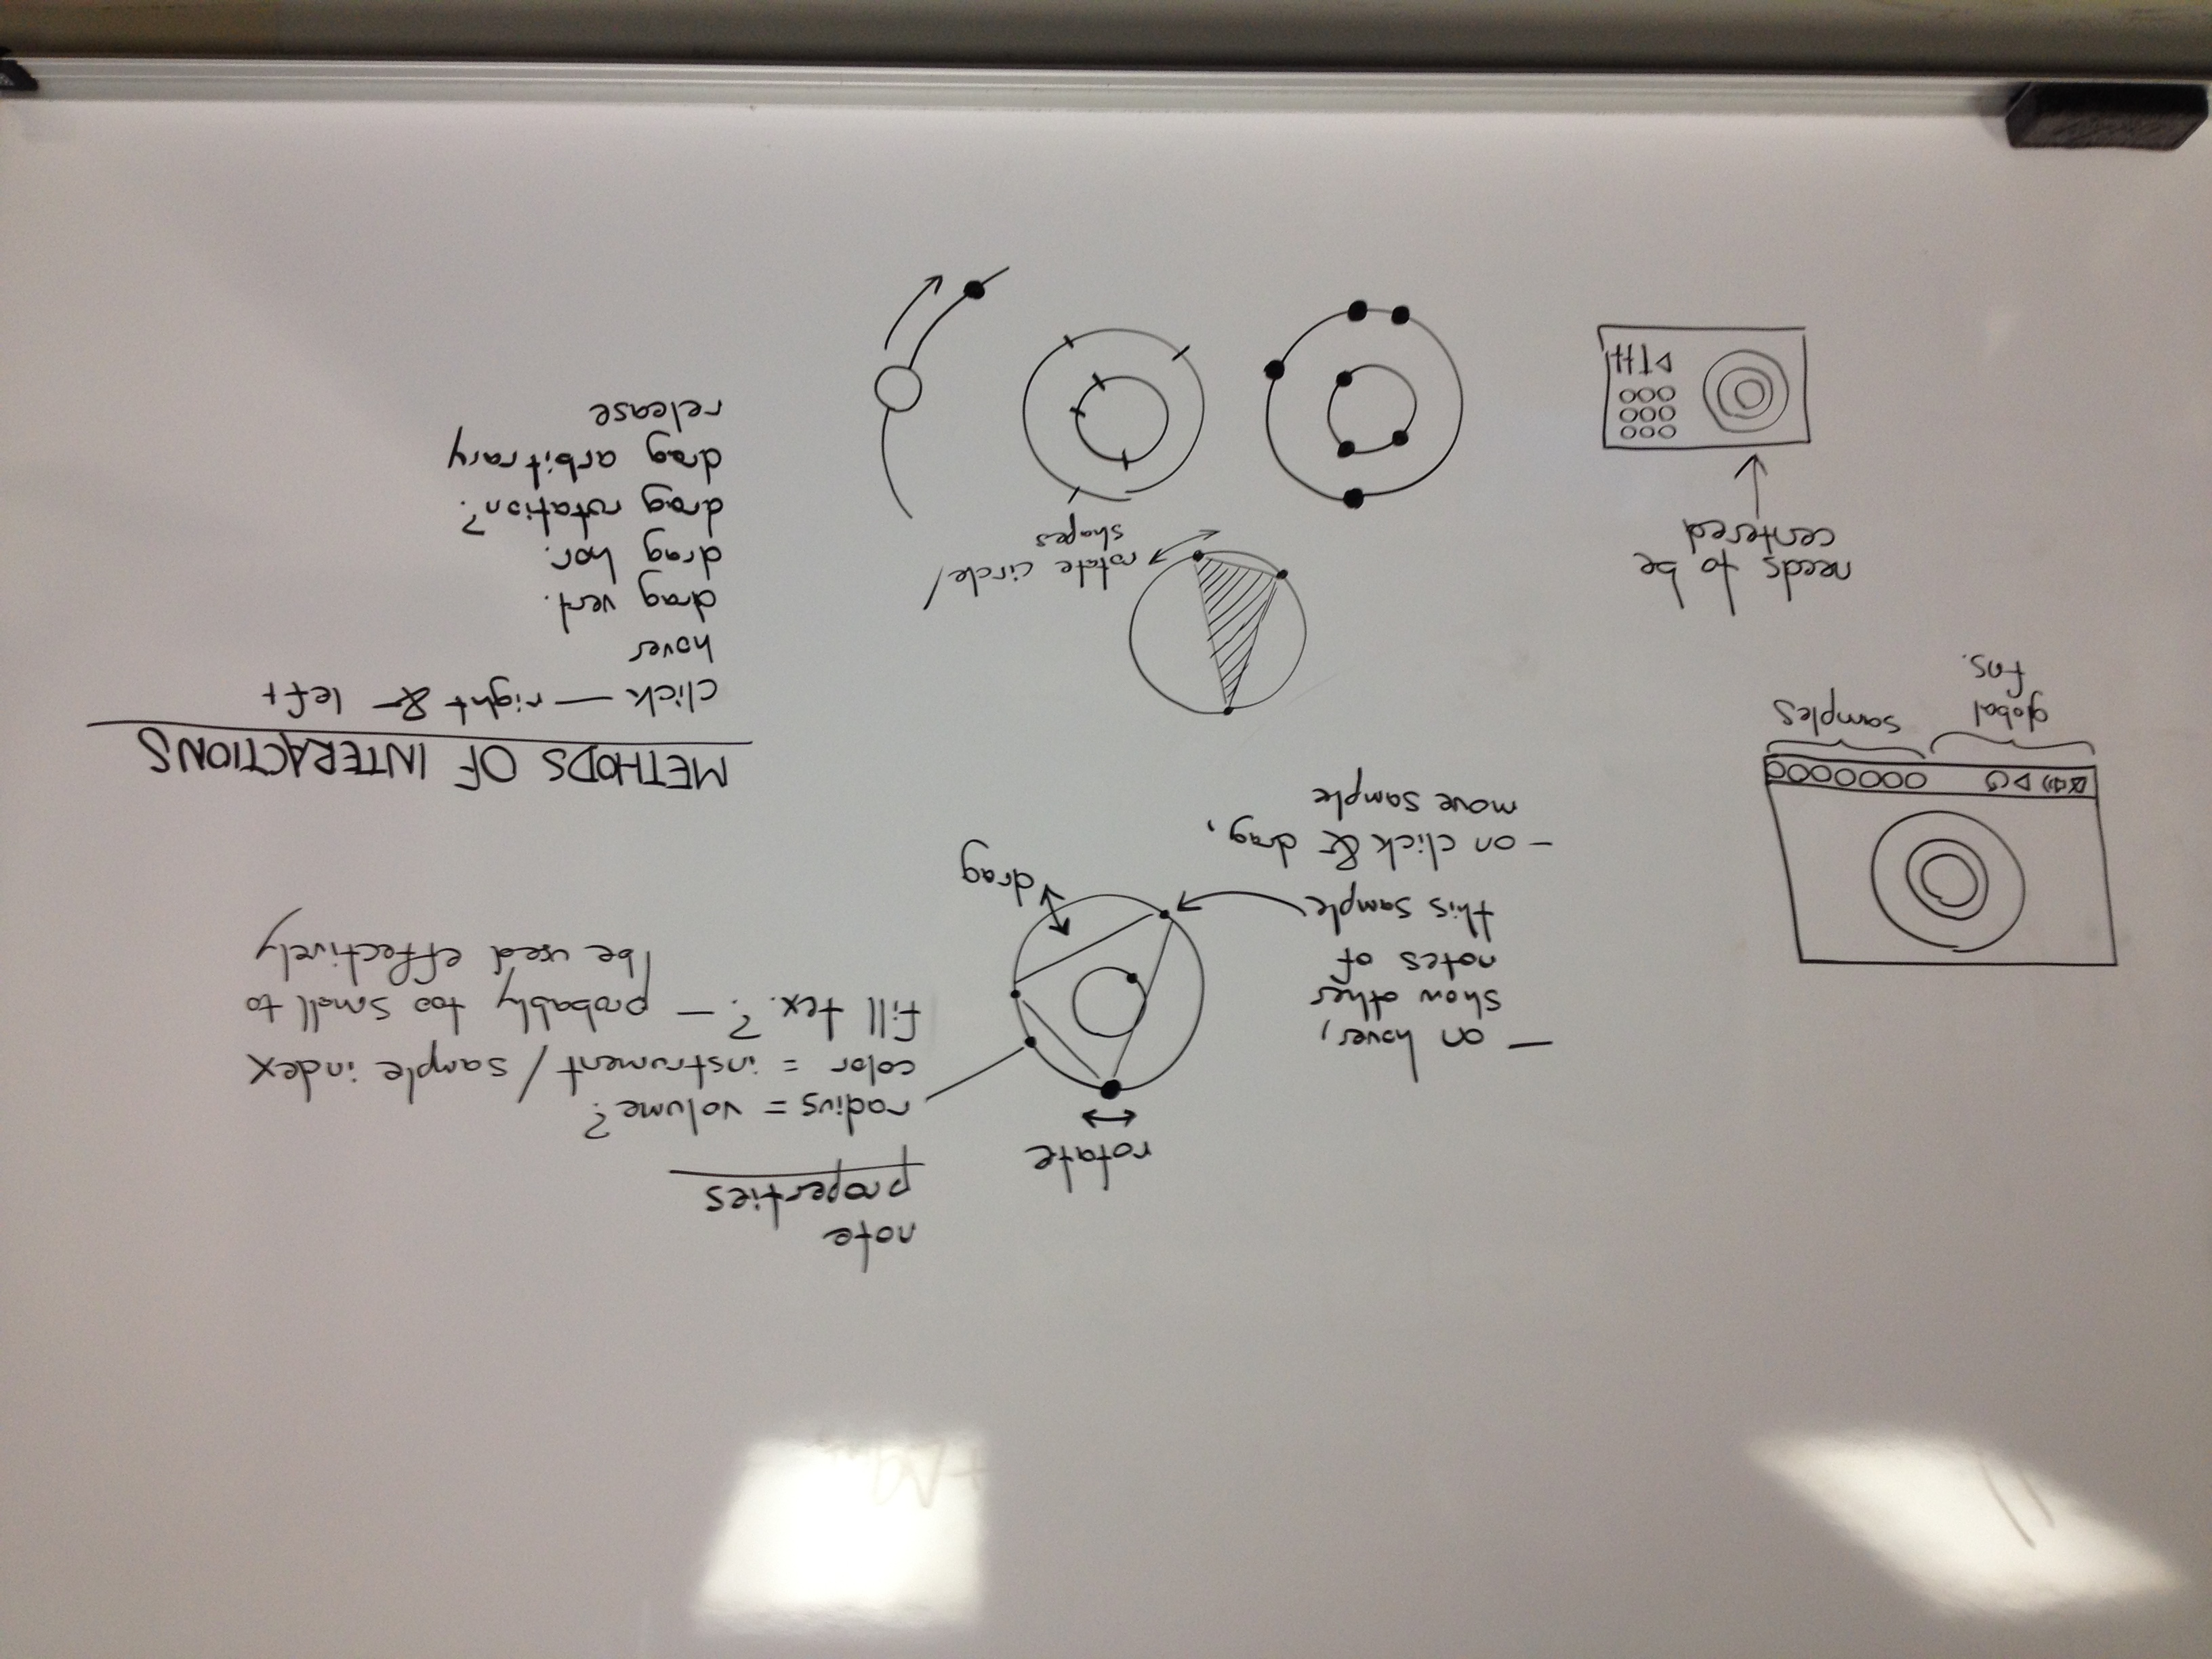 note
properties
rotate
radius = volume?
color = instrument / sample index
fill tex.? — probably too small to
be used effectively
— on hover,
show other
notes of
this sample
drag
- on click & drag,
move sample
global
fns.
samples
METHODS OF INTERACTIONS
click — right & left
hover
drag vert.
drag hor.
drag rotation?
drag arbitrary
release
needs to be
centered
rotate circle/
shapes